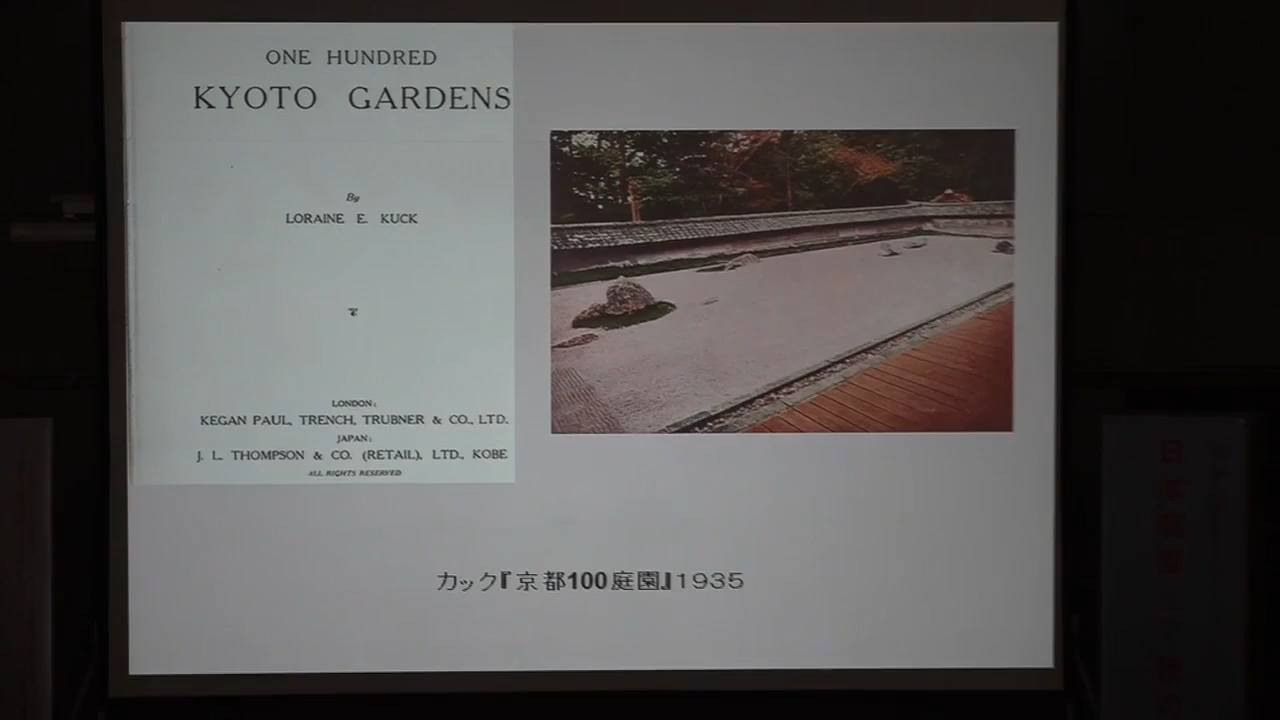 ONE HUNDRED
KYOTO GARDENS
By
LORAINE E. KUCK
LONDON:
KEGAN PAUL, TRENCH, TRUBNER & CO., LTD.
JAPAN:
J. L. THOMPSON & CO. (RETAIL), LTD., KOBE
ALL RIGHTS RESERVED
カック『京都100庭園』1935